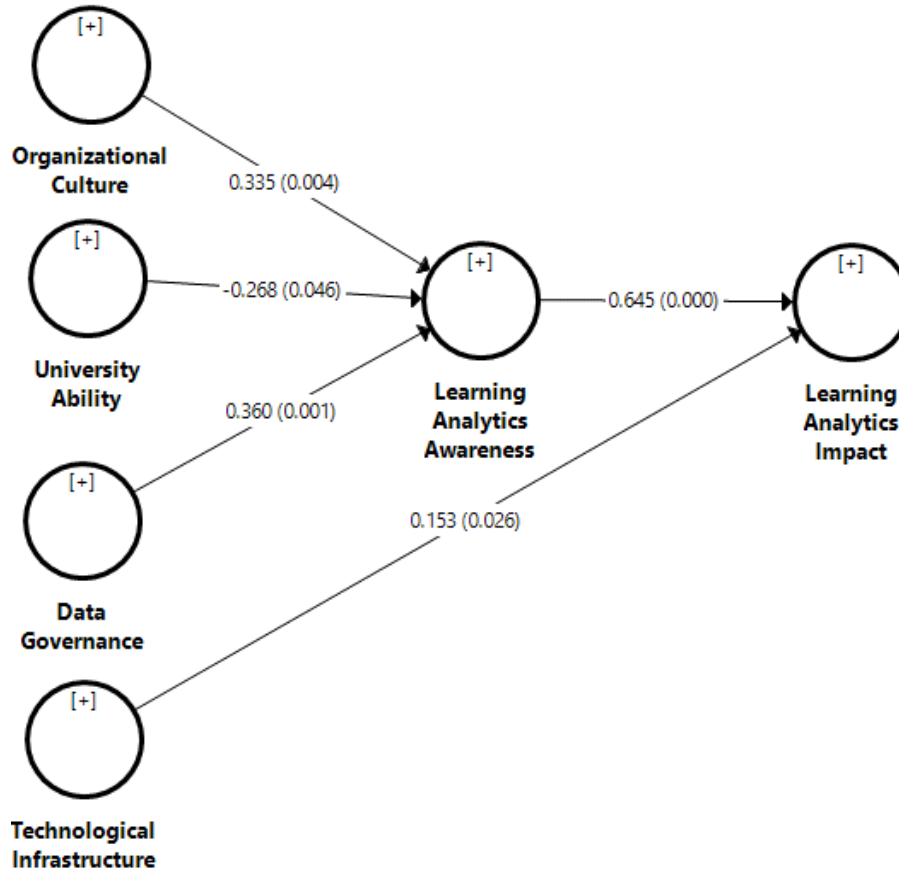 [+]
Organizational
Culture
0.335 (0.004)
[+]
University
Ability
-0.268 (0.046)
[+]
Learning
Analytics
Awareness
0.645 (0.000)
[+]
Learning
Analytics
Impact
0.360 (0.001)
[+]
Data
Governance
0.153 (0.026)
[+]
Technological
Infrastructure